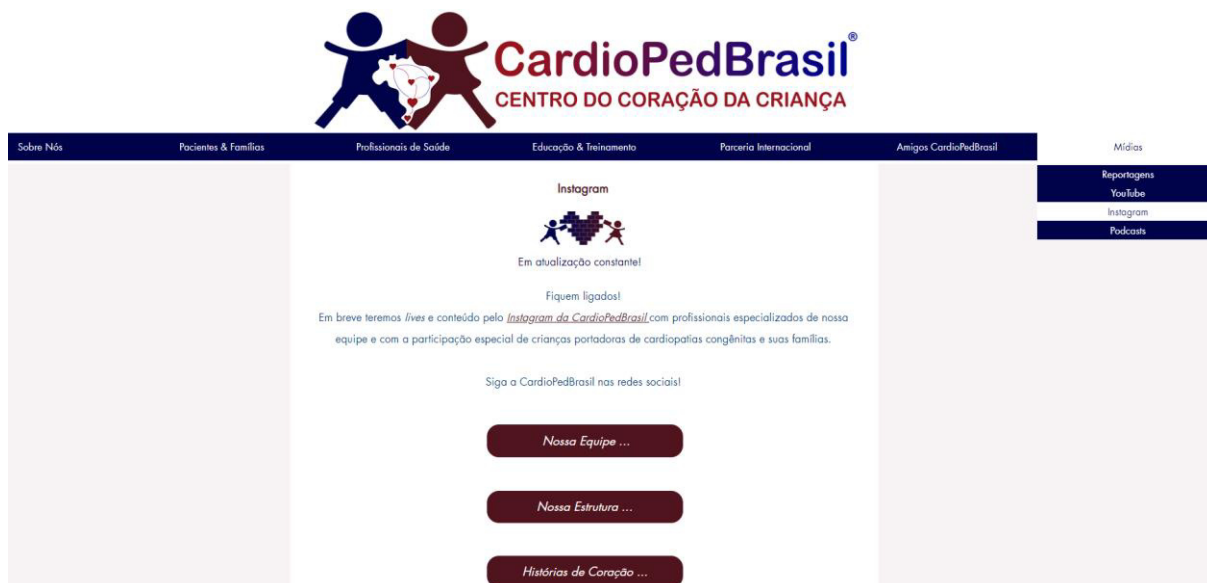 CardioPedBrasil®
CENTRO DO CORAÇÃO DA CRIANÇA
Sobre Nós
Pacientes & Famílias
Profissionais de Saúde
Educação & Treinamento
Parceria Internacional
Amigos CardioPedBrasil
Mídias
Reportagens
YouTube
Instagram
Podcasts
Instagram
Em atualização constante!
Fiquem ligados!
Em breve teremos lives e conteúdo pelo Instagram da CardioPedBrasil com profissionais especializados de nossa
equipe e com a participação especial de crianças portadoras de cardiopatias congênitas e suas famílias.
Siga a CardioPedBrasil nas redes sociais!
Nossa Equipe ...
Nossa Estrutura ...
Histórias de Coração ...